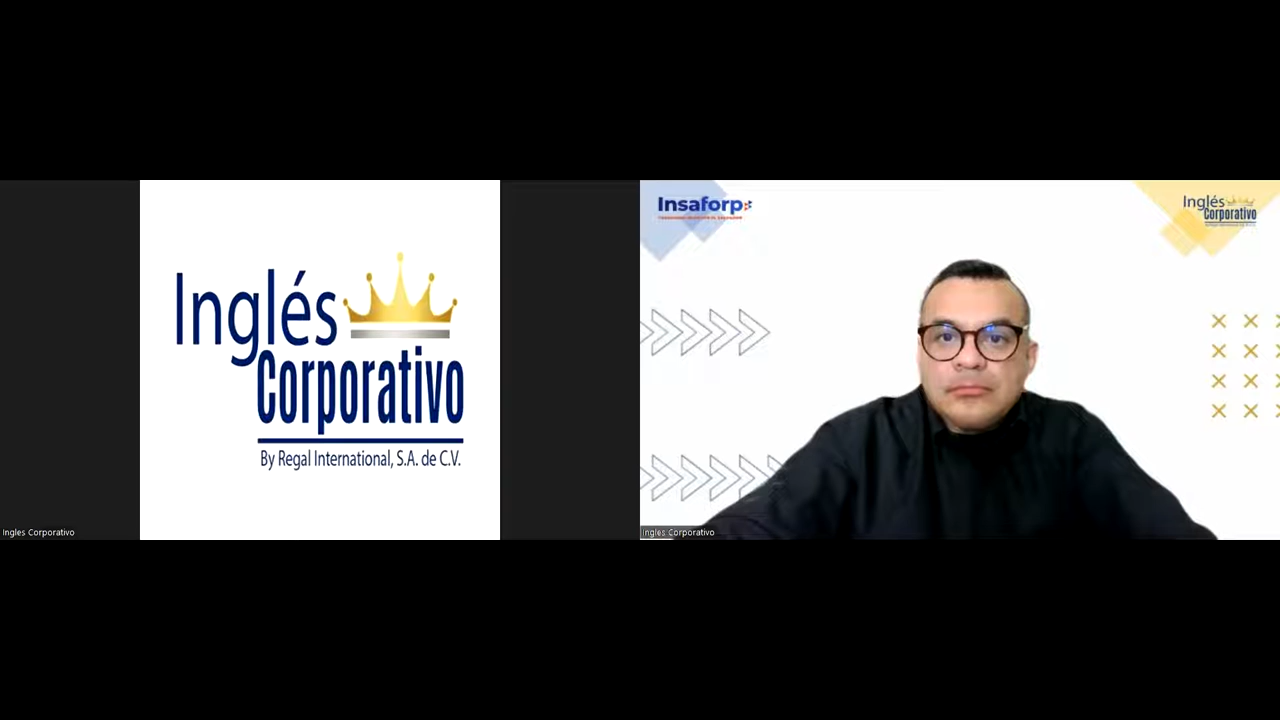 Inglés
Corporativo
By Regal International, S.A. de C.V.
Ingles Corporativo
Insaforp
Inglés
Corporativo
Ingles Corporativo